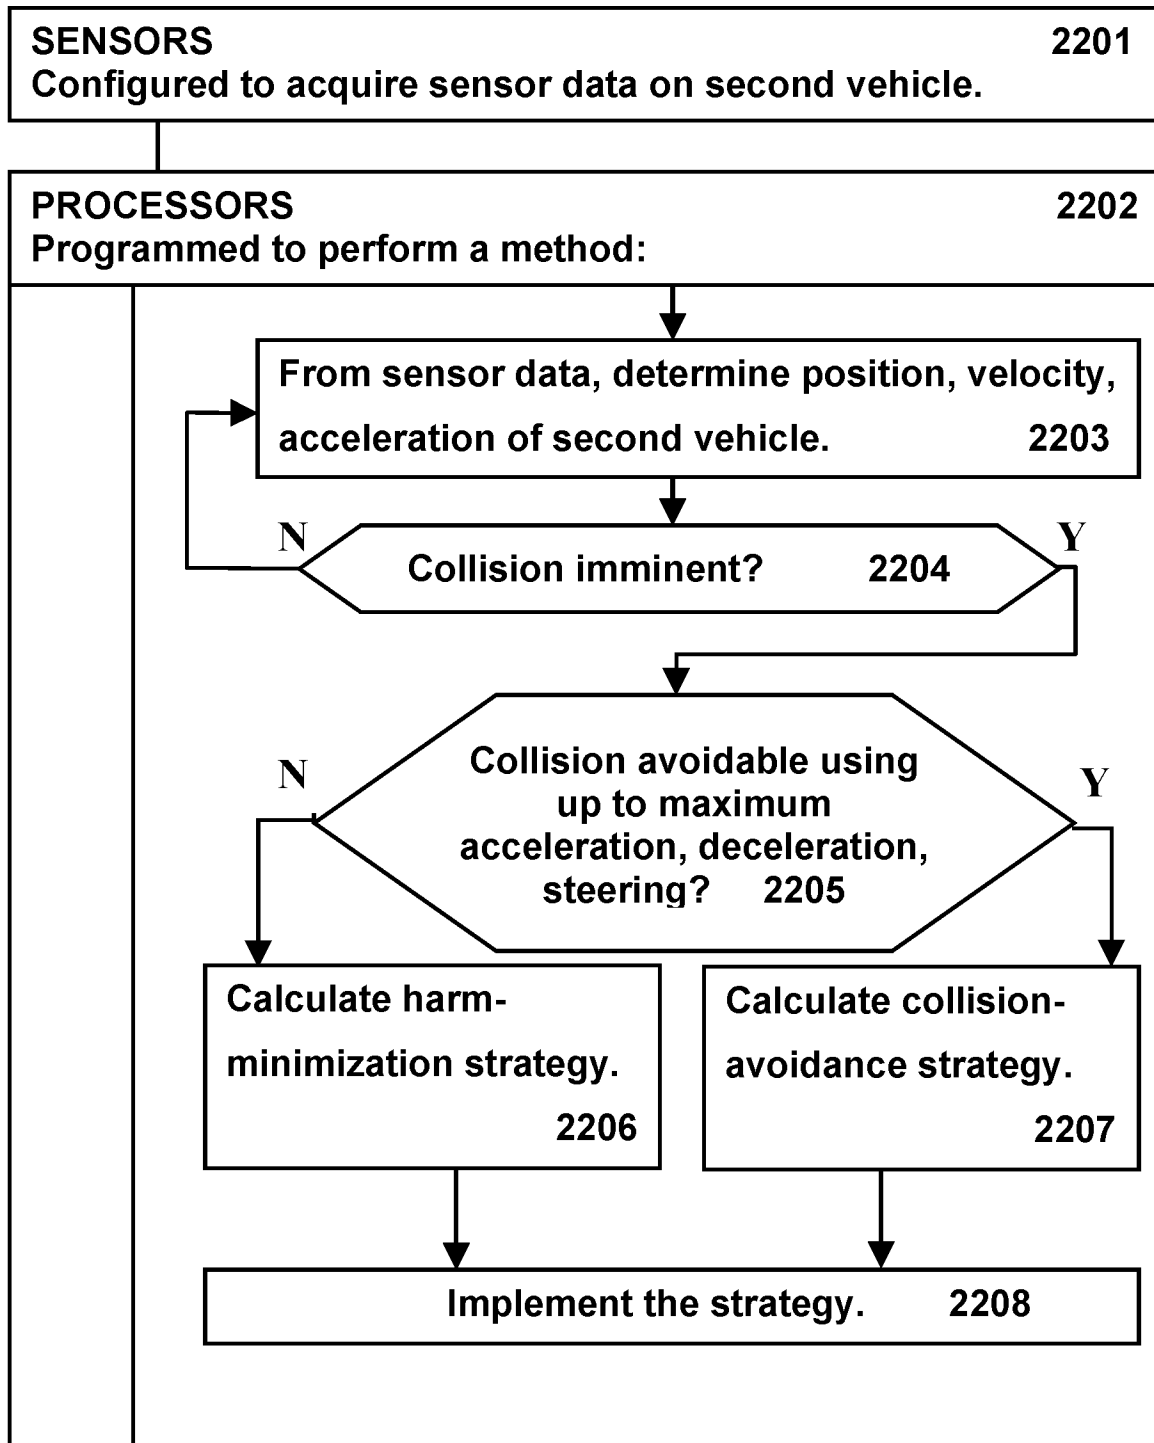 SENSORS 2201
Configured to acquire sensor data on second vehicle.
PROCESSORS 2202
Programmed to perform a method:
From sensor data, determine position, velocity,
acceleration of second vehicle. 2203
N Y
Collision imminent? 2204
N Y
Collision avoidable using
up to maximum
acceleration, deceleration,
steering? 2205
Calculate harm-
minimization strategy.
2206
Calculate collision-
avoidance strategy.
2207
Implement the strategy. 2208